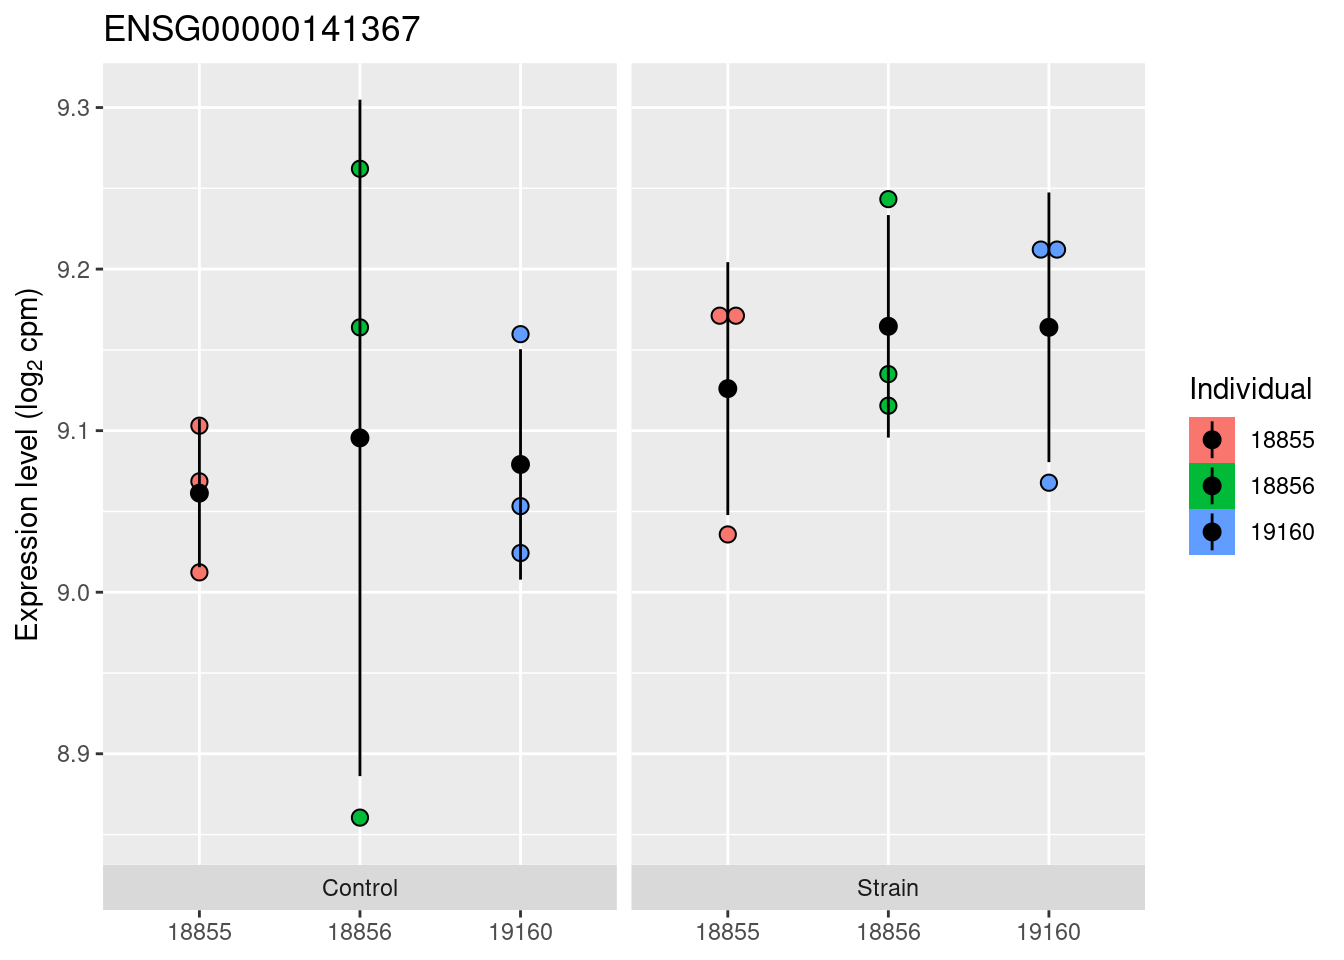 ENSG00000141367
Expression level (log₂ cpm)
9.3
9.2
9.1
9.0
8.9
Control
Strain
18855
18856
19160
18855
18856
19160
Individual
18855
18856
19160